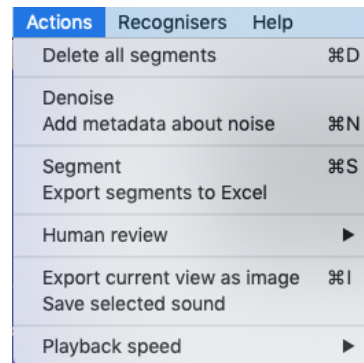 Actions Recognisers Help
Delete all segments ⌘D
Denoise
Add metadata about noise ⌘N
Segment ⌘S
Export segments to Excel
Human review ▶
Export current view as image ⌘I
Save selected sound
Playback speed ▶